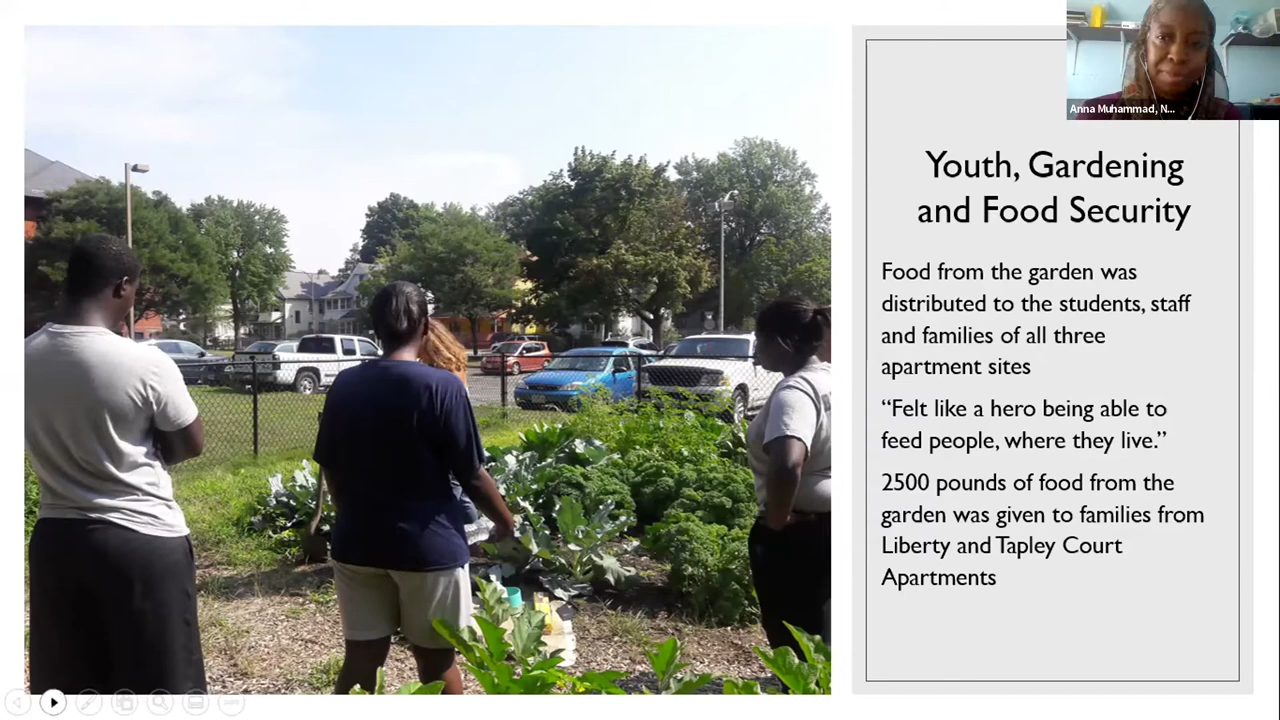 Anna Muhammad, N...
Youth, Gardening
and Food Security
Food from the garden was
distributed to the students, staff
and families of all three
apartment sites
“Felt like a hero being able to
feed people, where they live.”
2500 pounds of food from the
garden was given to families from
Liberty and Tapley Court
Apartments